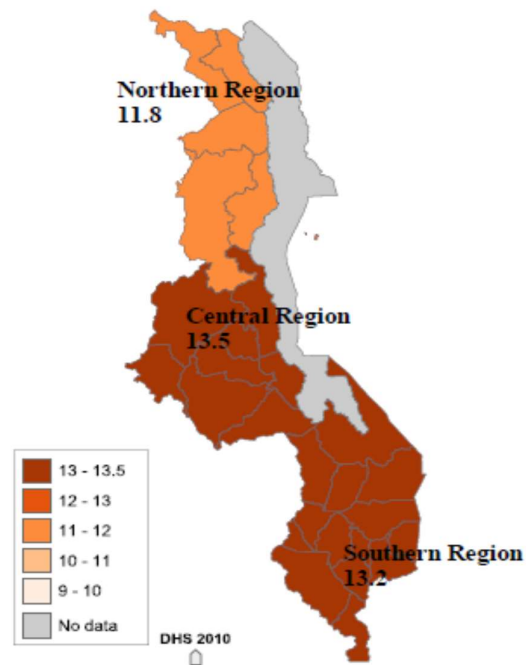 Northern Region
11.8
Central Region
13.5
Southern Region
13.2
13 - 13.5
12 - 13
11 - 12
10 - 11
9 - 10
No data
DHS 2010